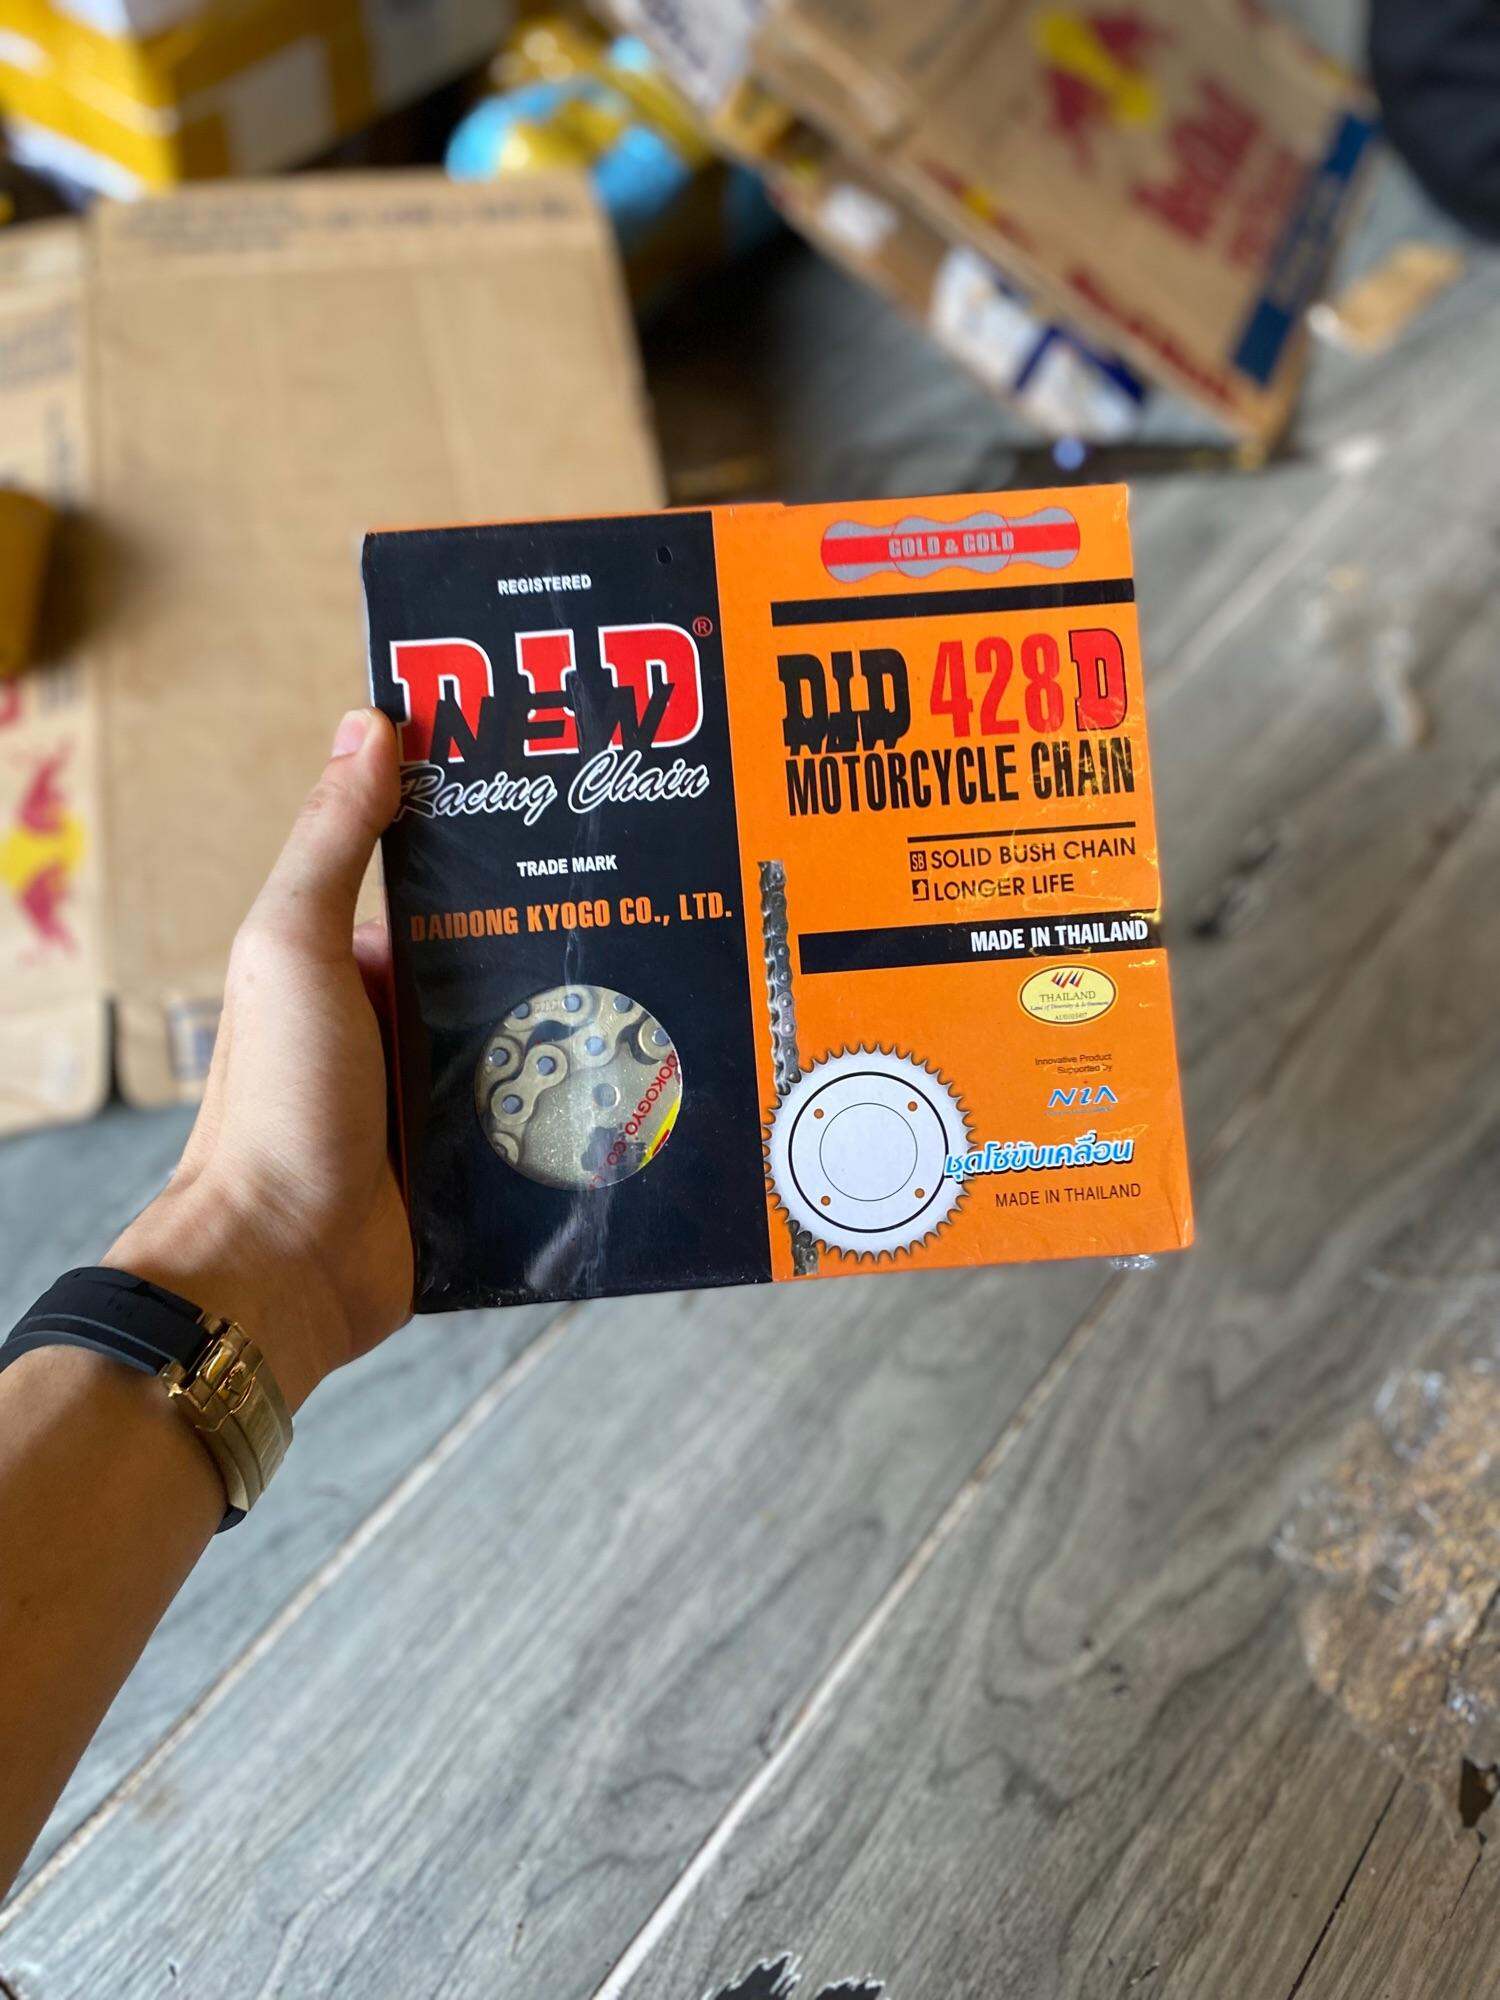 REGISTERED
DID®
NEW
Racing Chain
TRADE MARK
DAIDONG KYOGO CO., LTD.
GOLD & GOLD
DID 428D
NEW
MOTORCYCLE CHAIN
SB SOLID BUSH CHAIN
LONGER LIFE
MADE IN THAILAND
THAILAND
Innovative Product
Supported by
NIA
ชุดโซ่ขับเคลื่อน
MADE IN THAILAND